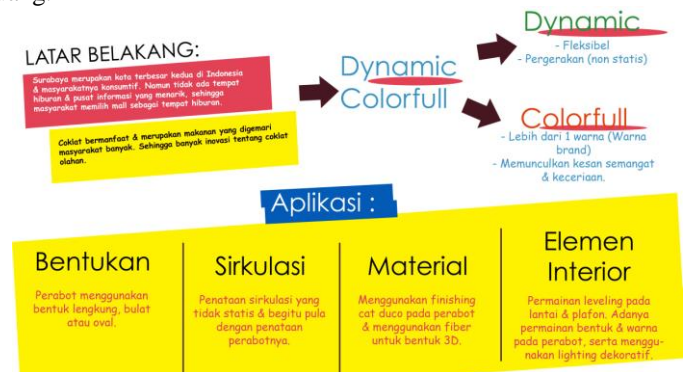 LATAR BELAKANG:
Surabaya merupakan kota terbesar kedua di Indonesia
& masyarakatnya konsumtif. Namun tidak ada tempat
hiburan & pusat informasi yang menarik, sehingga
masyarakat memilih mall sebagai tempat hiburan.
Coklat bermanfaat & merupakan makanan yang digemari
masyarakat banyak. Sehingga banyak inovasi tentang coklat
olahan.
Dynamic
Colorfull
Dynamic
- Fleksibel
- Pergerakan (non statis)
Colorfull
- Lebih dari 1 warna (Warna
brand)
- Memunculkan kesan semangat
& keceriaan.
Aplikasi :
Bentukan
Perabot menggunakan
bentuk lengkung, bulat
atau oval.
Sirkulasi
Penataan sirkulasi yang
tidak statis & begitu pula
dengan penataan
perabotnya.
Material
Menggunakan finishing
cat duco pada perabot
& menggunakan fiber
untuk bentuk 3D.
Elemen
Interior
Permainan leveling pada
lantai & plafon. Adanya
permainan bentuk & warna
pada perabot, serta menggu-
nakan lighting dekoratif.